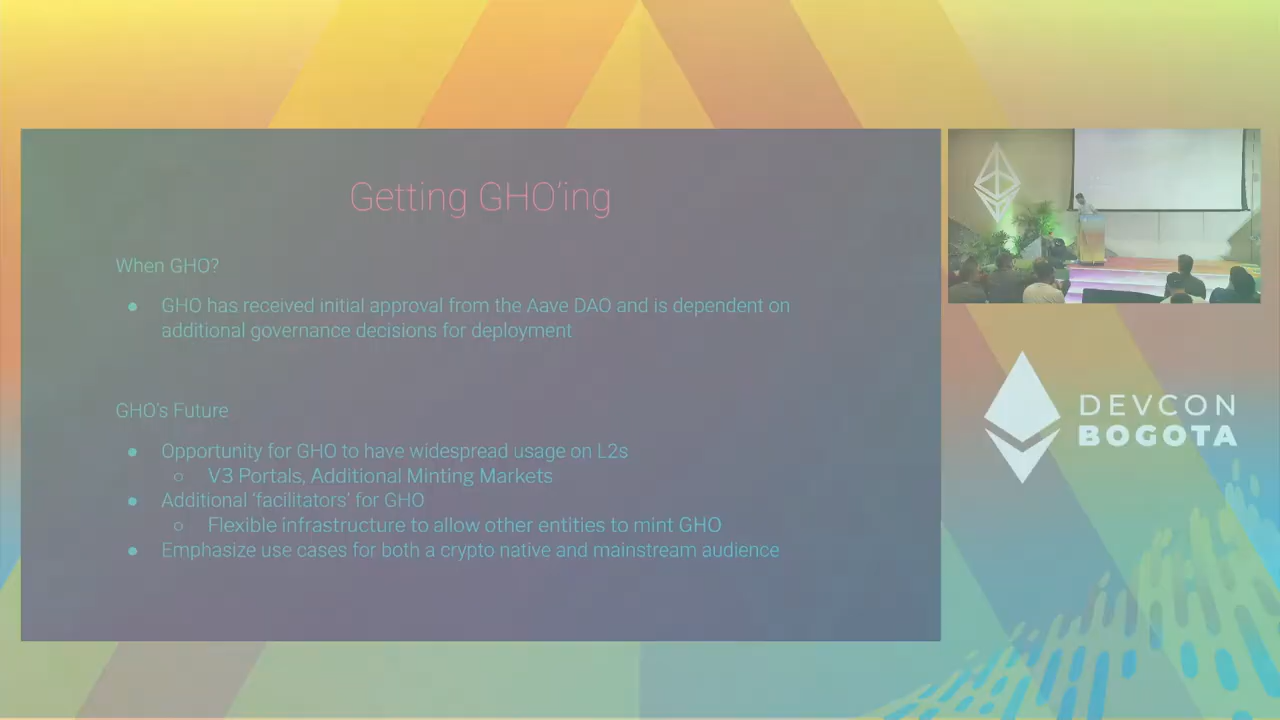 Getting GHO'ing
When GHO?
● GHO has received initial approval from the Aave DAO and is dependent on
additional governance decisions for deployment
GHO's Future
● Opportunity for GHO to have widespread usage on L2s
○ V3 Portals, Additional Minting Markets
● Additional 'facilitators' for GHO
○ Flexible infrastructure to allow other entities to mint GHO
● Emphasize use cases for both a crypto native and mainstream audience
DEVCON
BOGOTA